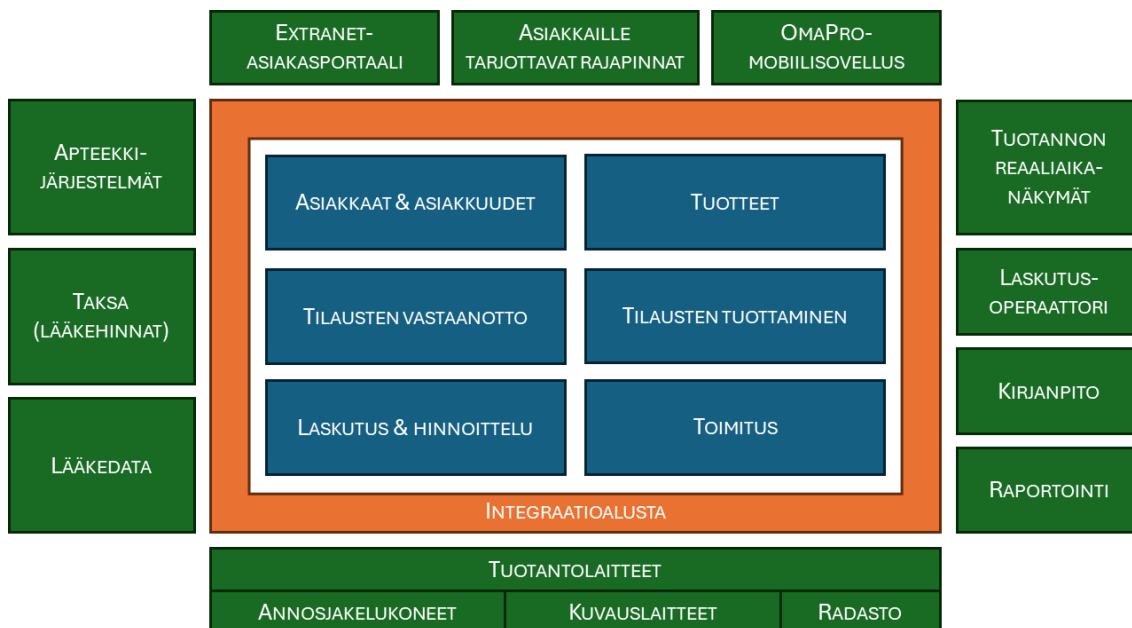 Extranet-
asiakasportaali
Asiakkaille
tarjottavat rajapinnat
OmaPro-
mobiilisovellus
Apteekki-
järjestelmät
Taksa
(lääkehinnat)
Lääkedata
Asiakkaat & asiakkuudet
Tuotteet
Tilausten vastaanotto
Tilausten tuottaminen
Laskutus & hinnoittelu
Toimitus
Integraatioalusta
Tuotannon
reaaliaika-
näkymät
Laskutus-
operaattori
Kirjanpito
Raportointi
Tuotantolaitteet
Annosjakelukoneet
Kuvauslaitteet
Radasto